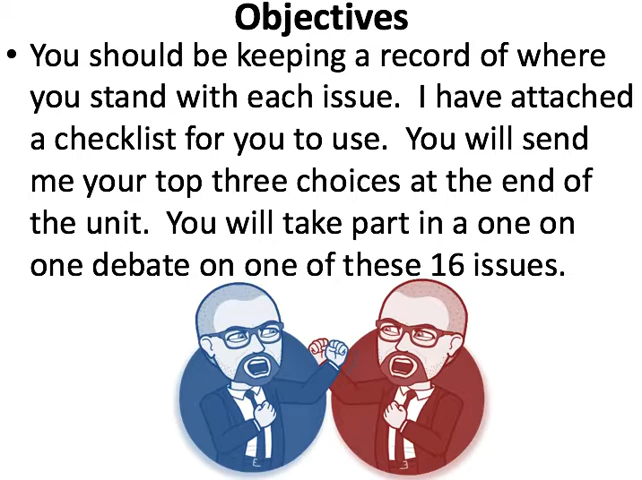 Objectives
• You should be keeping a record of where
you stand with each issue.  I have attached
a checklist for you to use.  You will send
me your top three choices at the end of
the unit.  You will take part in a one on
one debate on one of these 16 issues.